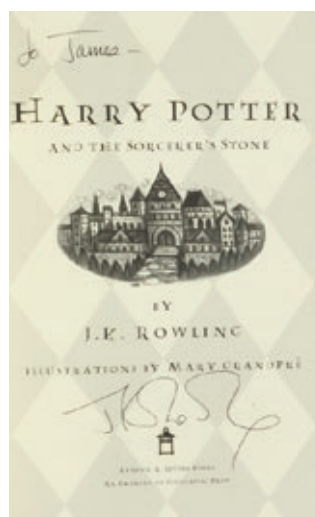 to James –
HARRY POTTER
AND THE SORCERER'S STONE
BY
J.K. ROWLING
ILLUSTRATIONS BY MARY GRANDPRÉ